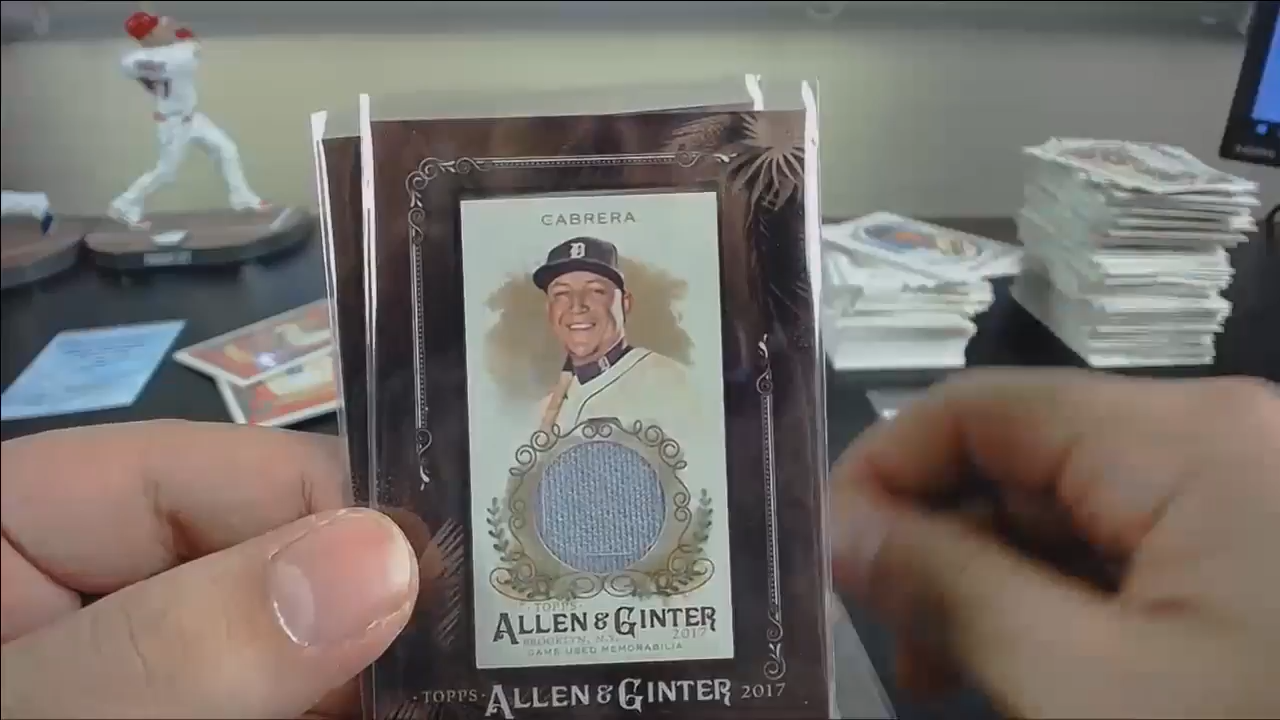 CABRERA
D
· TOPPS ·
ALLEN & GINTER
BROOKLYN, N.Y. 2017
GAME USED MEMORABILIA
· TOPPS · ALLEN & GINTER 2017